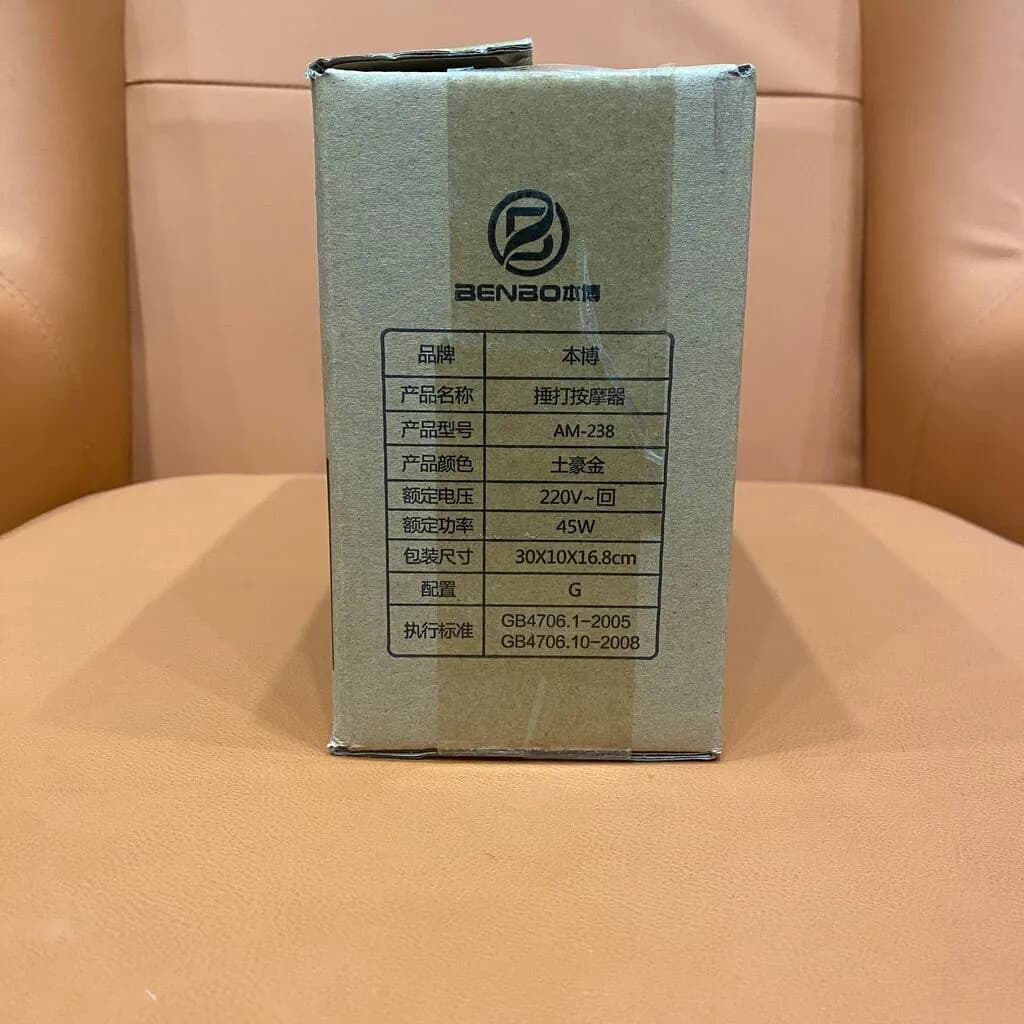 BENBO本博
品牌 本博
产品名称 捶打按摩器
产品型号 AM-238
产品颜色 土豪金
额定电压 220V~回
额定功率 45W
包装尺寸 30X10X16.8cm
配置 G
执行标准 GB4706.1-2005
GB4706.10-2008